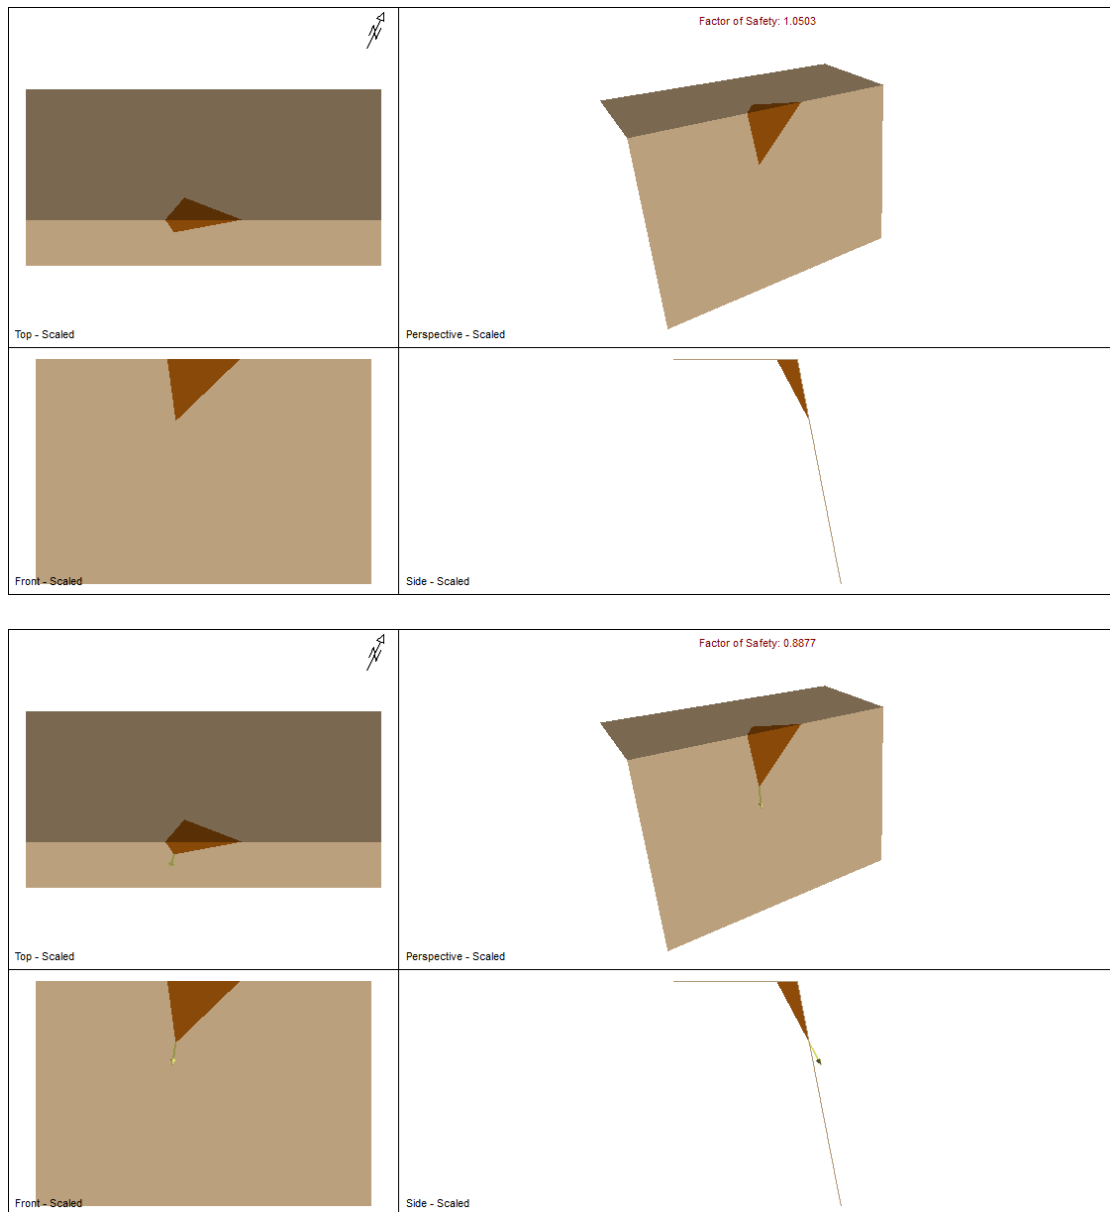 Factor of Safety: 1.0503
Top - Scaled
Perspective - Scaled
Front - Scaled
Side - Scaled
Factor of Safety: 0.8877
Top - Scaled
Perspective - Scaled
Front - Scaled
Side - Scaled